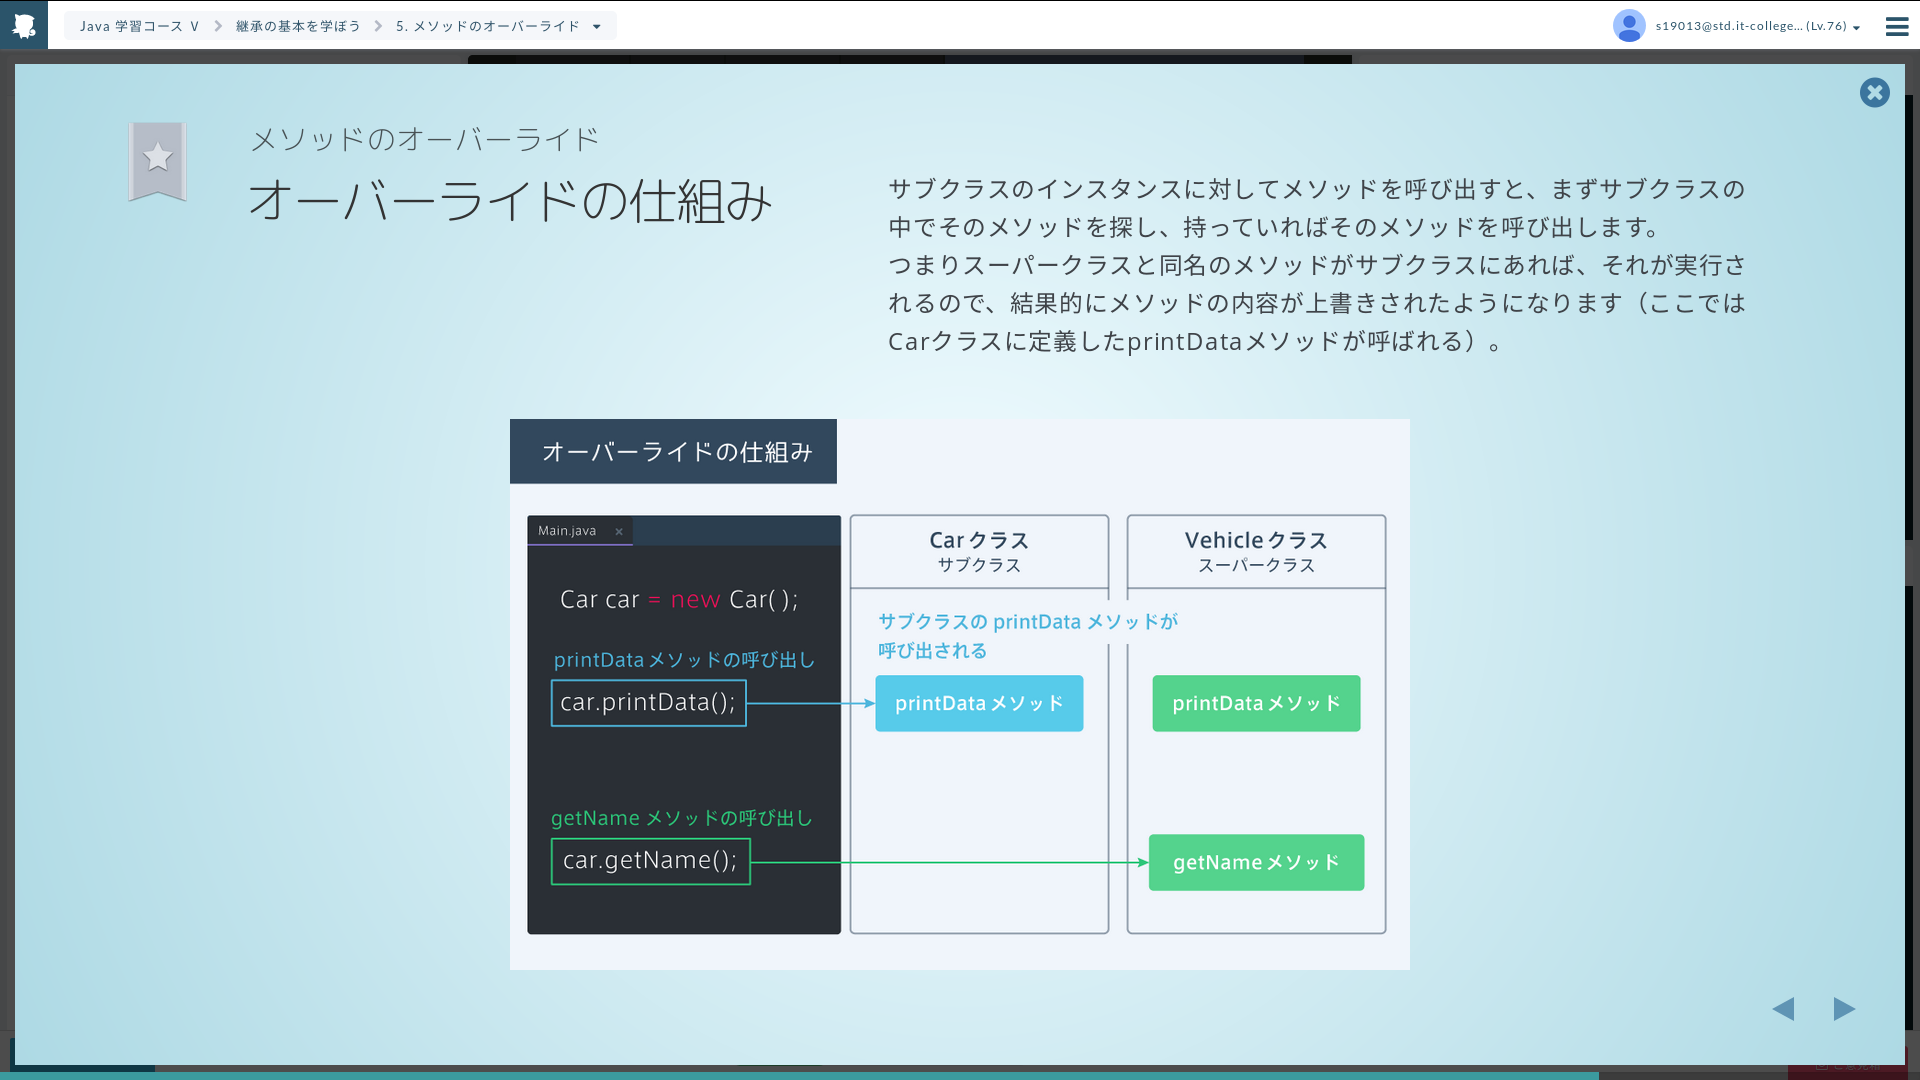 Java 学習コース V
継承の基本を学ぼう
5. メソッドのオーバーライド
s19013@std.it-college... (Lv.76)
メソッドのオーバーライド
オーバーライドの仕組み
サブクラスのインスタンスに対してメソッドを呼び出すと、まずサブクラスの
中でそのメソッドを探し、持っていればそのメソッドを呼び出します。
つまりスーパークラスと同名のメソッドがサブクラスにあれば、それが実行さ
れるので、結果的にメソッドの内容が上書きされたようになります（ここでは
Carクラスに定義したprintDataメソッドが呼ばれる）。
オーバーライドの仕組み
Main.java ×
Car car = new Car( );
printData メソッドの呼び出し
car.printData();
getName メソッドの呼び出し
car.getName();
Car クラス
サブクラス
サブクラスの printData メソッドが
呼び出される
printData メソッド
Vehicle クラス
スーパークラス
printData メソッド
getName メソッド